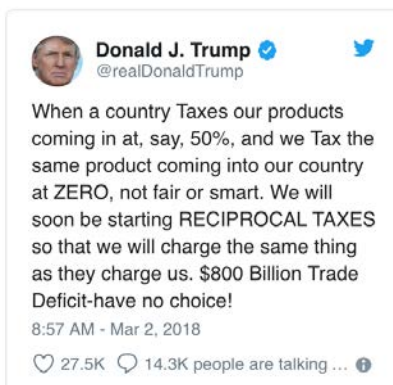 Donald J. Trump
@realDonaldTrump
When a country Taxes our products
coming in at, say, 50%, and we Tax the
same product coming into our country
at ZERO, not fair or smart. We will
soon be starting RECIPROCAL TAXES
so that we will charge the same thing
as they charge us. $800 Billion Trade
Deficit-have no choice!
8:57 AM - Mar 2, 2018
27.5K 14.3K people are talking ...